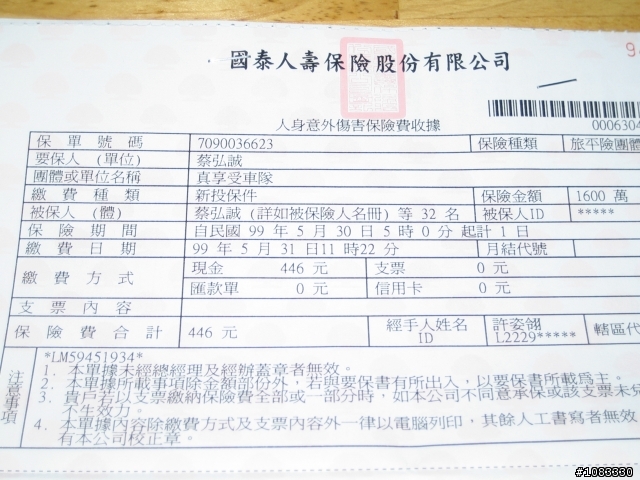 國泰人壽保險股份有限公司
人身意外傷害保險費收據
0006304
保單號碼 7090036623 保險種類 旅平險團體
要保人 (單位) 蔡弘誠
團體或單位名稱 真享受車隊
繳費種類 新投保件 保險金額 1600 萬
被保人 (體) 蔡弘誠 (詳如被保險人名冊) 等 32 名 被保人ID *****
保險期間 自民國 99 年 5 月 30 日 5 時 0 分 起計 1 日
繳費日期 99 年 5 月 31 日 11 時 22 分 月結代號
繳費方式 現金 446 元 支票 0 元
匯款單 0 元 信用卡 0 元
支票內容
保險費合計 446 元 經手人姓名 ID 許姿翎 L2229***** 轄區代
注意事項
*LM59451934*
1. 本單據未經總經理及經辦蓋章者無效。
2. 本單據所載事項除金額部份外，若與要保書有所出入，以要保書所載爲主。
3. 貴戶若以支票繳納保險費全部或一部分時，如本公司不同意承保或該支票未兌
不生效力。
4. 本單據內容除繳費方式及支票內容外一律以電腦列印，其餘人工書寫者無效
有本公司校正章。
#1083330